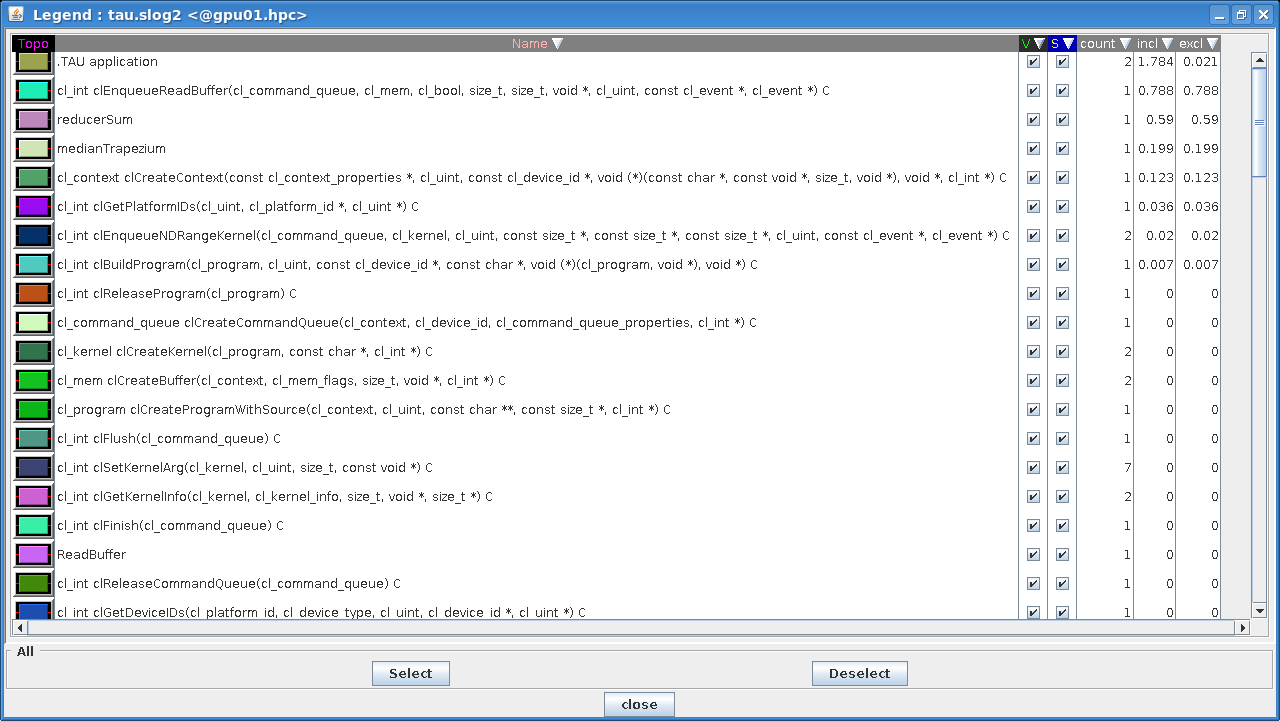 Legend : tau.slog2 <@gpu01.hpc>
Topo Name V S count incl excl
.TAU application 2 1.784 0.021
cl_int clEnqueueReadBuffer(cl_command_queue, cl_mem, cl_bool, size_t, size_t, void *, cl_uint, const cl_event *, cl_event *) C 1 0.788 0.788
reducerSum 1 0.59 0.59
medianTrapezium 1 0.199 0.199
cl_context clCreateContext(const cl_context_properties *, cl_uint, const cl_device_id *, void (*)(const char *, const void *, size_t, void *), void *, cl_int *) C 1 0.123 0.123
cl_int clGetPlatformIDs(cl_uint, cl_platform_id *, cl_uint *) C 1 0.036 0.036
cl_int clEnqueueNDRangeKernel(cl_command_queue, cl_kernel, cl_uint, const size_t *, const size_t *, const size_t *, cl_uint, const cl_event *, cl_event *) C 2 0.02 0.02
cl_int clBuildProgram(cl_program, cl_uint, const cl_device_id *, const char *, void (*)(cl_program, void *), void *) C 1 0.007 0.007
cl_int clReleaseProgram(cl_program) C 1 0 0
cl_command_queue clCreateCommandQueue(cl_context, cl_device_id, cl_command_queue_properties, cl_int *) C 1 0 0
cl_kernel clCreateKernel(cl_program, const char *, cl_int *) C 2 0 0
cl_mem clCreateBuffer(cl_context, cl_mem_flags, size_t, void *, cl_int *) C 2 0 0
cl_program clCreateProgramWithSource(cl_context, cl_uint, const char **, const size_t *, cl_int *) C 1 0 0
cl_int clFlush(cl_command_queue) C 1 0 0
cl_int clSetKernelArg(cl_kernel, cl_uint, size_t, const void *) C 7 0 0
cl_int clGetKernelInfo(cl_kernel, cl_kernel_info, size_t, void *, size_t *) C 2 0 0
cl_int clFinish(cl_command_queue) C 1 0 0
ReadBuffer 1 0 0
cl_int clReleaseCommandQueue(cl_command_queue) C 1 0 0
cl_int clGetDeviceIDs(cl_platform_id, cl_device_type, cl_uint, cl_device_id *, cl_uint *) C 1 0 0
All
Select Deselect
close